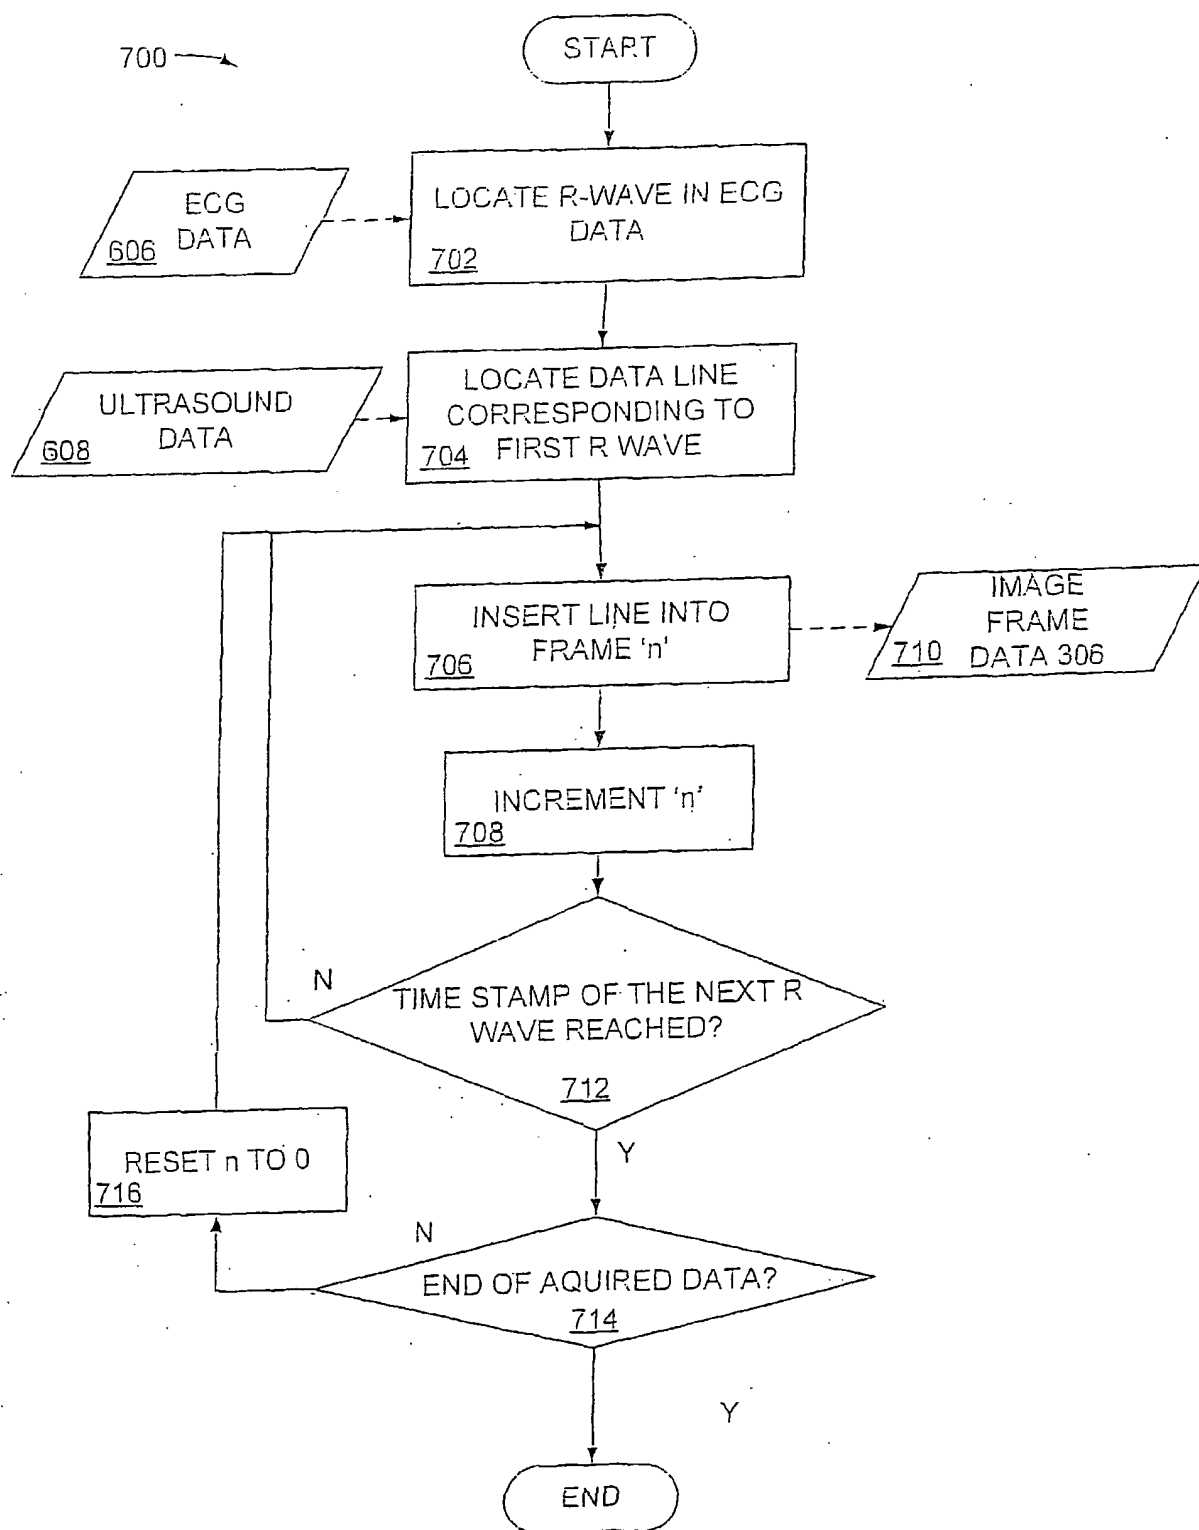 START
700
ECG
DATA
606
LOCATE R-WAVE IN ECG
DATA
702
ULTRASOUND
DATA
608
LOCATE DATA LINE
CORRESPONDING TO
FIRST R WAVE
704
INSERT LINE INTO
FRAME 'n'
706
IMAGE
FRAME
DATA 306
710
INCREMENT 'n'
708
N
TIME STAMP OF THE NEXT R
WAVE REACHED?
712
Y
RESET n TO 0
716
N
END OF AQUIRED DATA?
714
Y
END